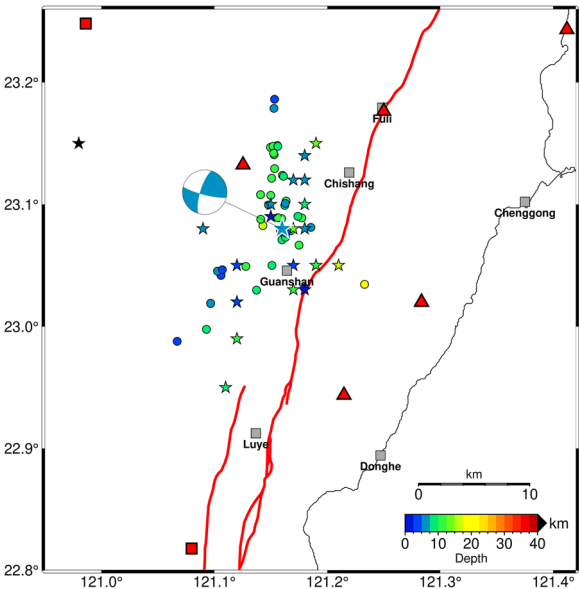 23.2°
Fuli
Chishang
23.1°
Chenggong
Guanshan
23.0°
22.9°
Luye
Donghe
km
0 10
km
0 10 20 30 40
Depth
22.8°
121.0° 121.1° 121.2° 121.3° 121.4°